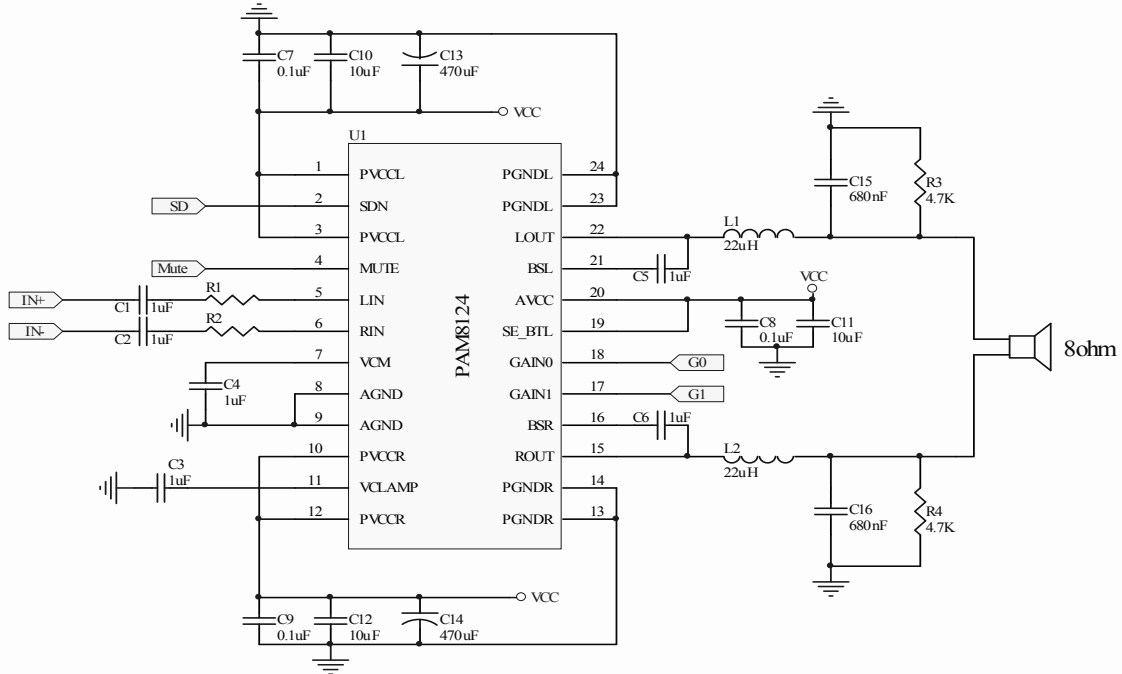 C7
0.1uF
C10
10uF
C13
470uF
VCC
U1
PAM8124
1 PVCCL
2 SDN
3 PVCCL
4 MUTE
5 LIN
6 RIN
7 VCM
8 AGND
9 AGND
10 PVCCR
11 VCLAMP
12 PVCCR
PGNDL 24
PGNDL 23
LOUT 22
BSL 21
AVCC 20
SE_BTL 19
GAIN0 18
GAIN1 17
BSR 16
ROUT 15
PGNDR 14
PGNDR 13
SD
Mute
IN+
C1
1uF
R1
IN-
C2
1uF
R2
C4
1uF
C3
1uF
C9
0.1uF
C12
10uF
C14
470uF
VCC
C15
680nF
R3
4.7K
L1
22uH
C5
1uF
VCC
C8
0.1uF
C11
10uF
G0
G1
C6
1uF
L2
22uH
C16
680nF
R4
4.7K
8ohm